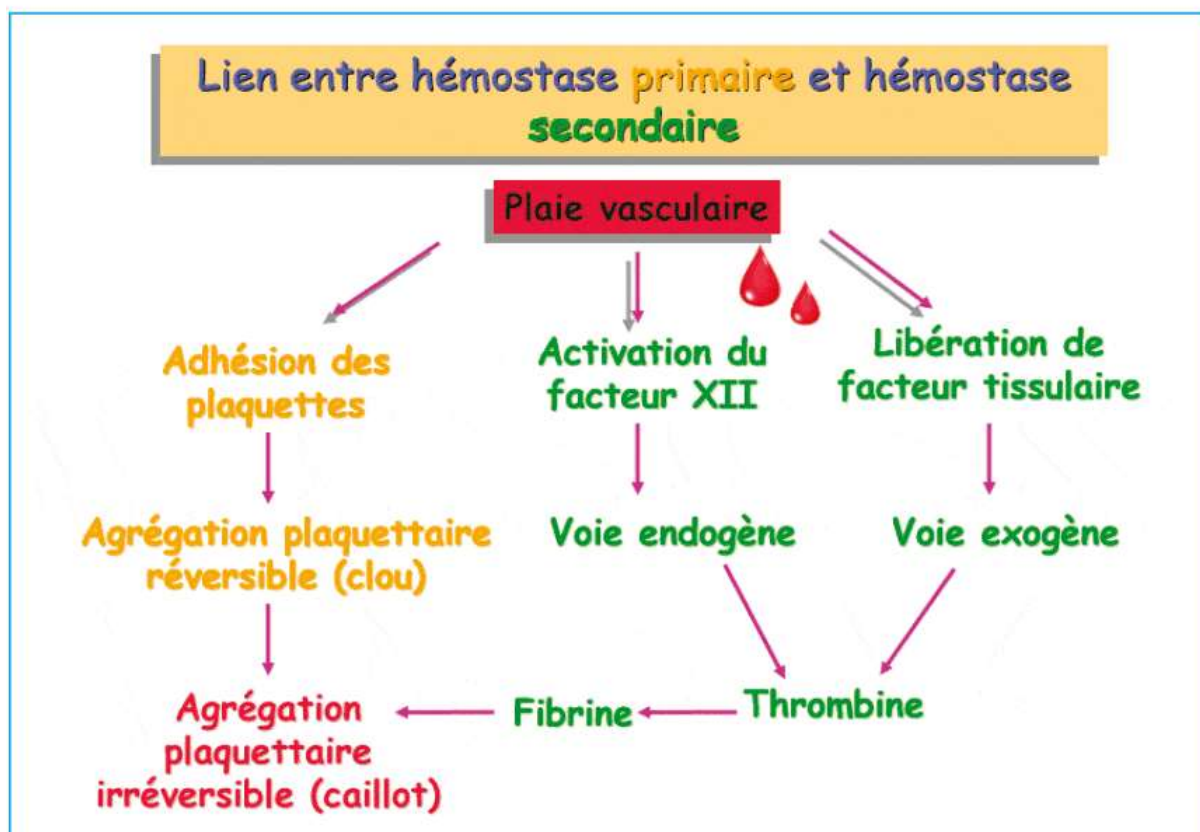 Lien entre hémostase primaire et hémostase
secondaire
Plaie vasculaire
Adhésion des
plaquettes
Activation du
facteur XII
Libération de
facteur tissulaire
Agrégation plaquettaire
réversible (clou)
Voie endogène
Voie exogène
Agrégation
plaquettaire
irréversible (caillot)
Fibrine
Thrombine